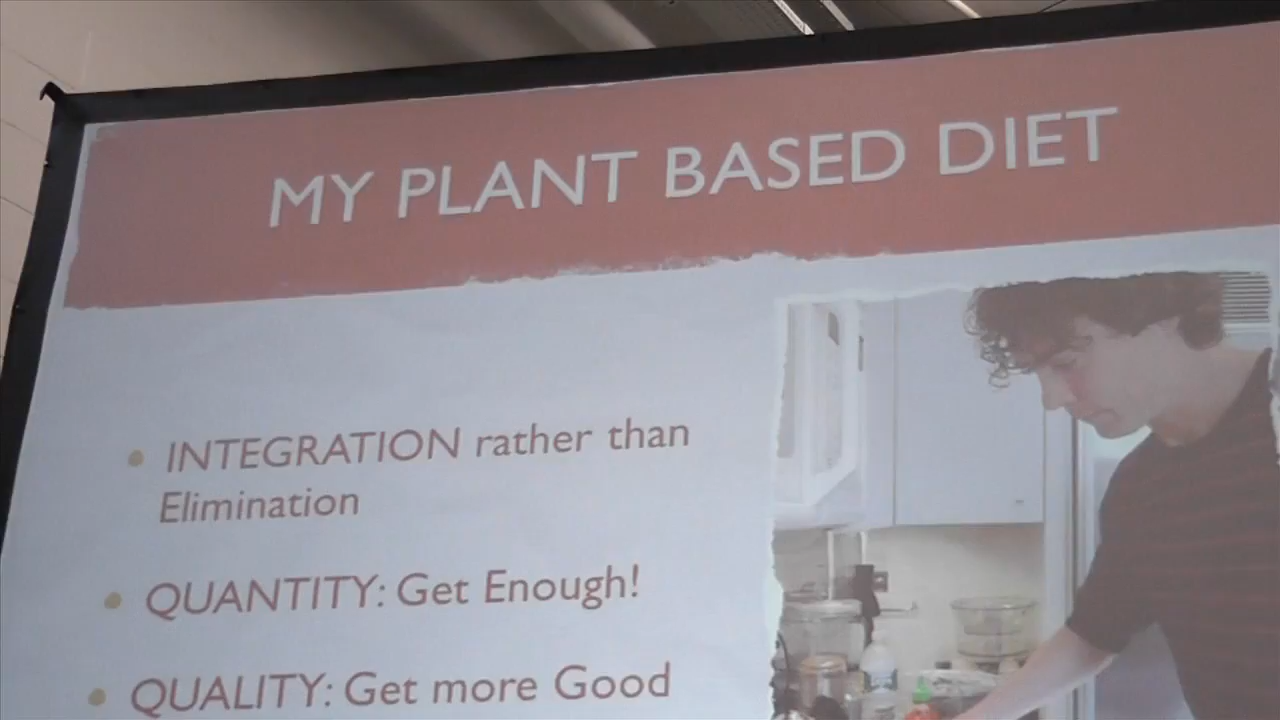 MY PLANT BASED DIET
• INTEGRATION rather than
Elimination
• QUANTITY: Get Enough!
• QUALITY: Get more Good